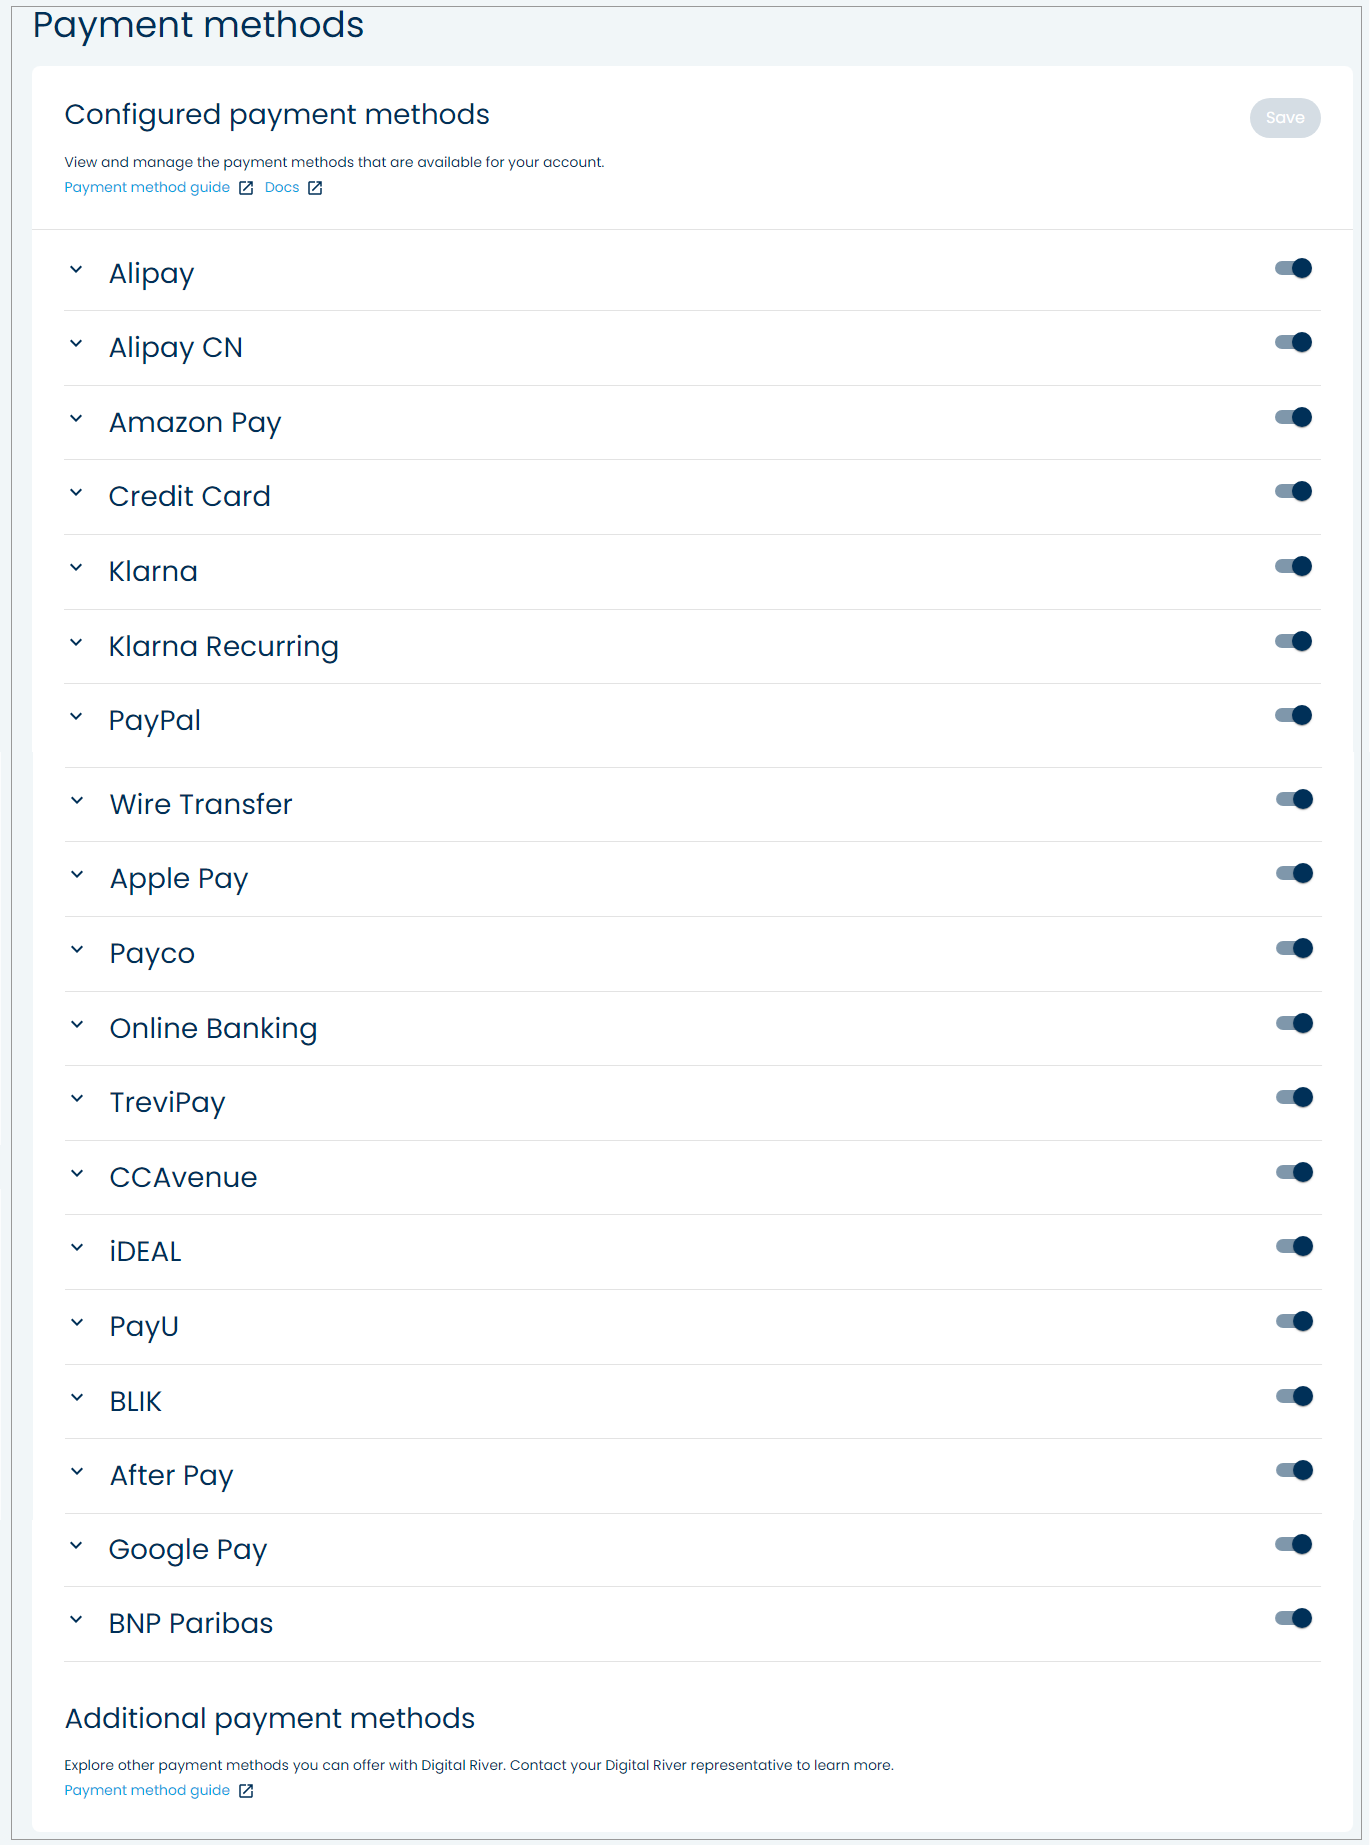 Payment methods
Configured payment methods
Save
View and manage the payment methods that are available for your account.
Payment method guide Docs
Alipay
Alipay CN
Amazon Pay
Credit Card
Klarna
Klarna Recurring
PayPal
Wire Transfer
Apple Pay
Payco
Online Banking
TreviPay
CCAvenue
iDEAL
PayU
BLIK
After Pay
Google Pay
BNP Paribas
Additional payment methods
Explore other payment methods you can offer with Digital River. Contact your Digital River representative to learn more.
Payment method guide